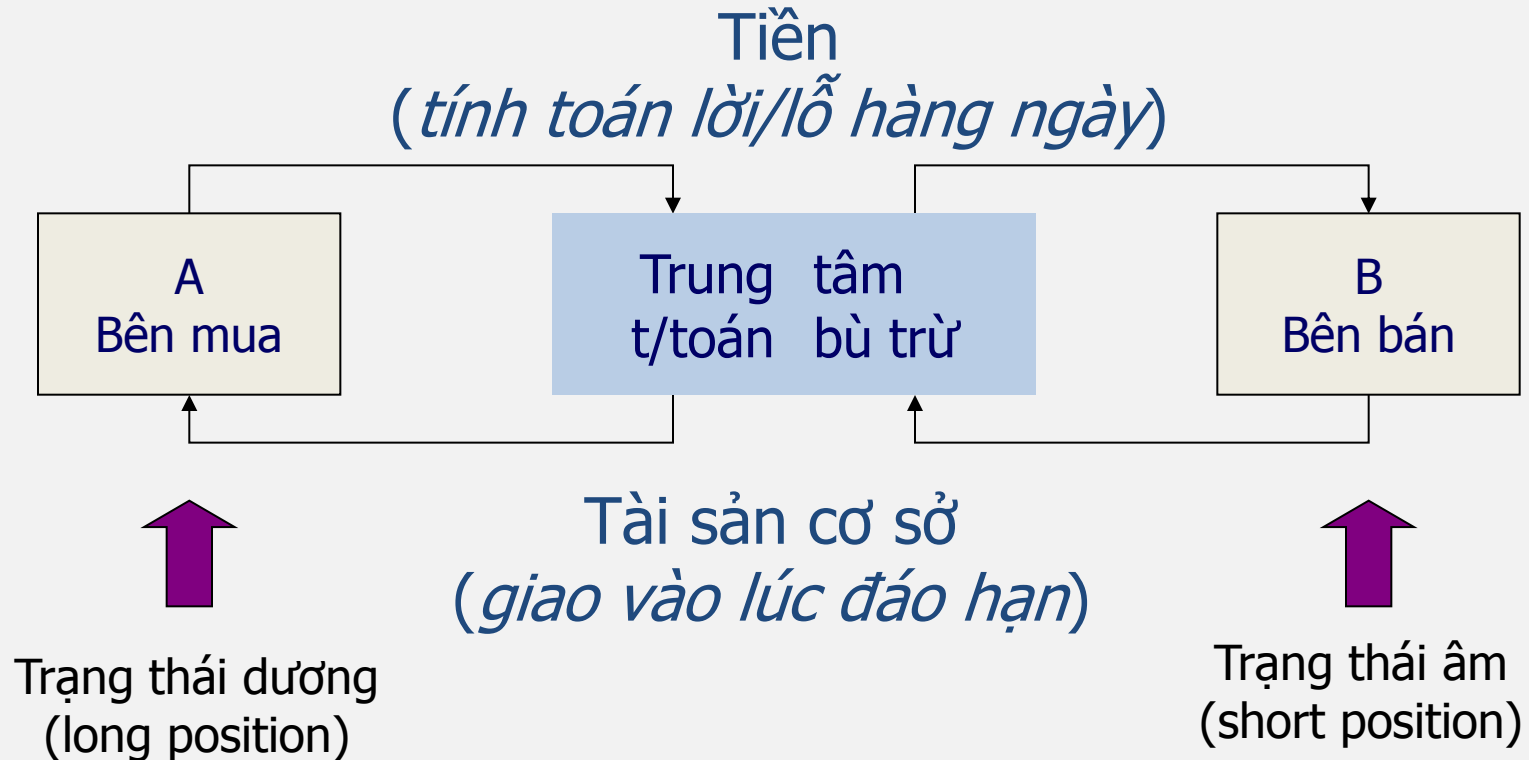 Tiền
(tính toán lời/lỗ hàng ngày)
A
Bên mua
Trung tâm
t/toán bù trừ
B
Bên bán
Tài sản cơ sở
(giao vào lúc đáo hạn)
Trạng thái dương
(long position)
Trạng thái âm
(short position)